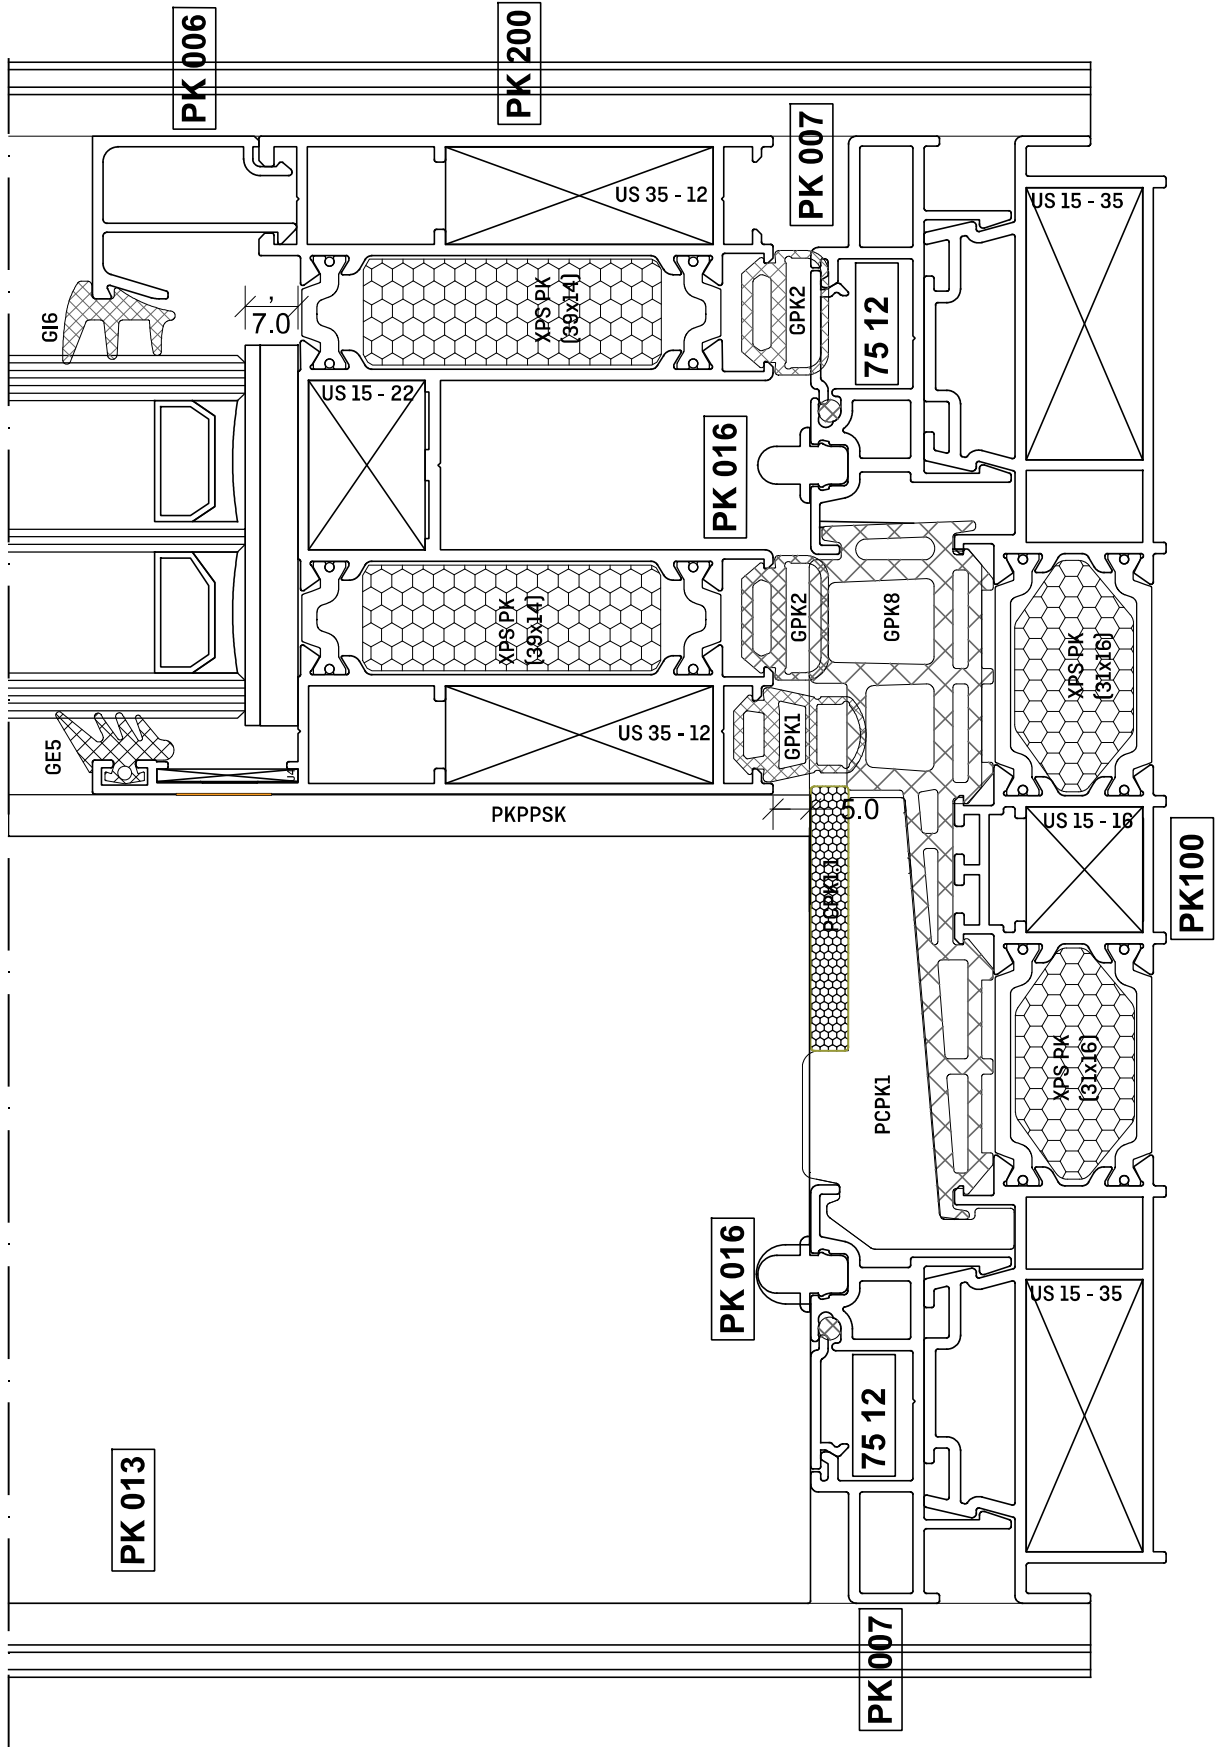 PK 006
PK 200
PK 007
US 35 - 12
US 15 - 35
GI6
7.0
XPS PK
(39x14)
GPK2
75 12
US 15 - 22
PK 016
XPS PK
(39x14)
GPK2
GPK8
XPS PK
(31x16)
GE5
US 35 - 12
GPK1
PKPPSK
5.0
US 15 - 16
PCPK1.1
PK100
XPS PK
(31x16)
PCPK1
PK 016
US 15 - 35
75 12
PK 013
PK 007